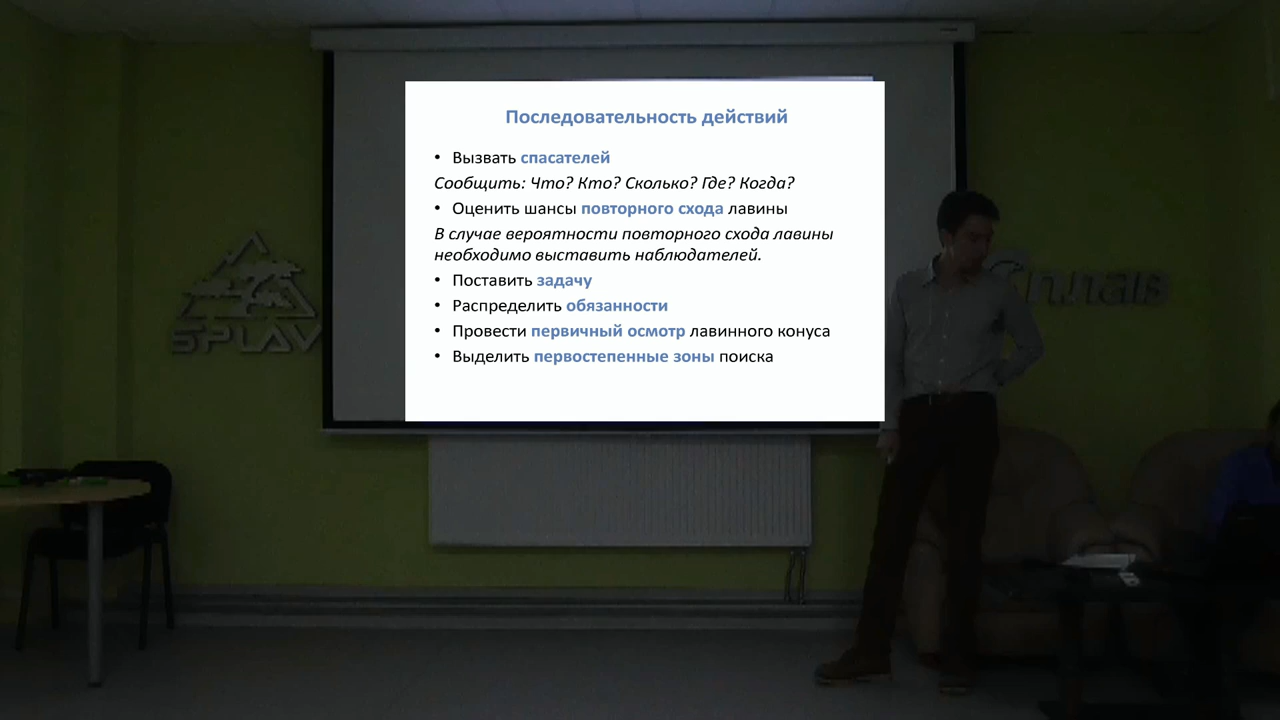 Последовательность действий
• Вызвать спасателей
Сообщить: Что? Кто? Сколько? Где? Когда?
• Оценить шансы повторного схода лавины
В случае вероятности повторного схода лавины
необходимо выставить наблюдателей.
• Поставить задачу
• Распределить обязанности
• Провести первичный осмотр лавинного конуса
• Выделить первостепенные зоны поиска
SPLAV
Сплав